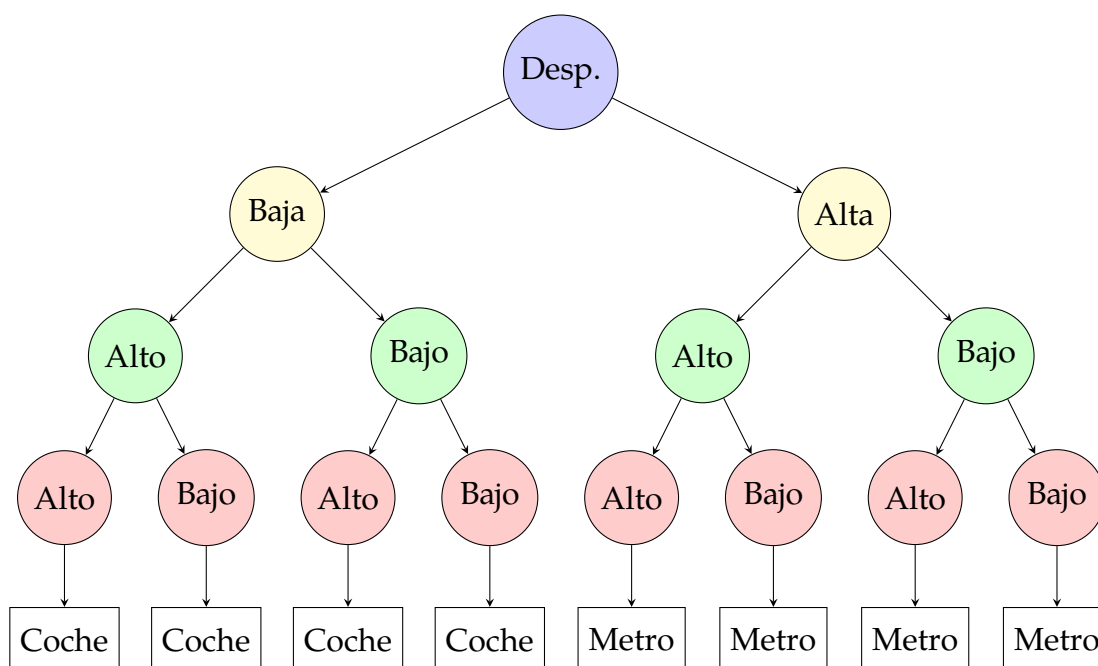 Desp.
Baja
Alta
Alto
Bajo
Alto
Bajo
Alto
Bajo
Alto
Bajo
Alto
Bajo
Alto
Bajo
Coche
Coche
Coche
Coche
Metro
Metro
Metro
Metro